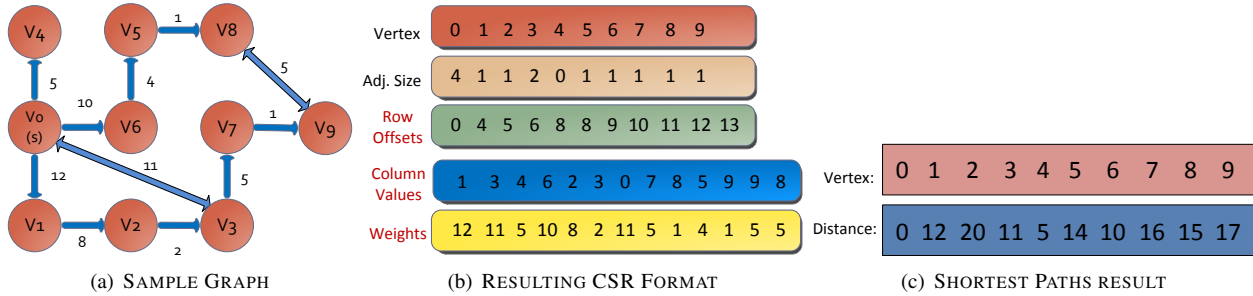 V4
V5
1
V8
5
4
5
V0
(s)
10
V6
V7
1
V9
12
11
5
V1
8
V2
2
V3
(a) SAMPLE GRAPH
Vertex
0 1 2 3 4 5 6 7 8 9
Adj. Size
4 1 1 2 0 1 1 1 1 1
Row
Offsets
0 4 5 6 8 8 9 10 11 12 13
Column
Values
1 3 4 6 2 3 0 7 8 5 9 9 8
Weights
12 11 5 10 8 2 11 5 1 4 1 5 5
(b) RESULTING CSR FORMAT
Vertex:
0 1 2 3 4 5 6 7 8 9
Distance:
0 12 20 11 5 14 10 16 15 17
(c) SHORTEST PATHS RESULT